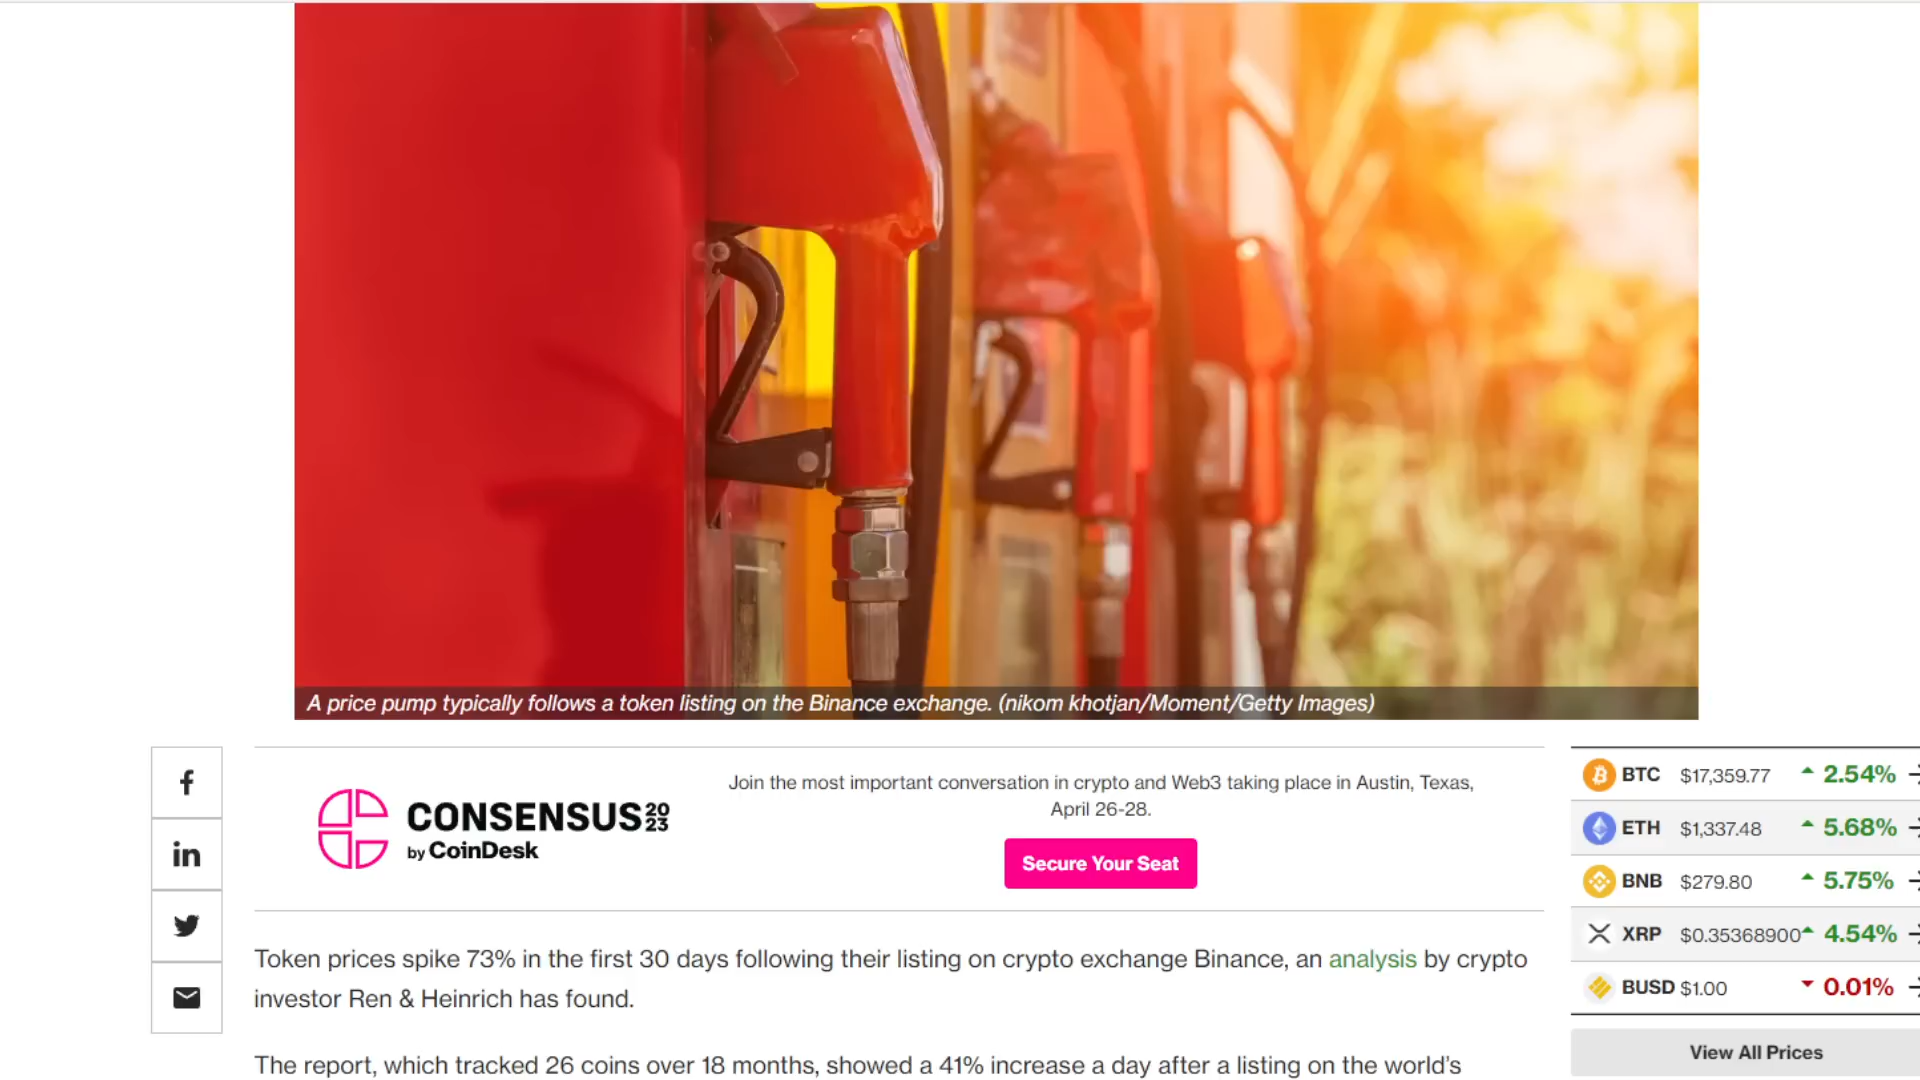 A price pump typically follows a token listing on the Binance exchange. (nikom khotjan/Moment/Getty Images)
CONSENSUS 20
23
by CoinDesk
Join the most important conversation in crypto and Web3 taking place in Austin, Texas,
April 26-28.
Secure Your Seat
Token prices spike 73% in the first 30 days following their listing on crypto exchange Binance, an analysis by crypto
investor Ren & Heinrich has found.
The report, which tracked 26 coins over 18 months, showed a 41% increase a day after a listing on the world's
BTC $17,359.77 2.54%
ETH $1,337.48 5.68%
BNB $279.80 5.75%
XRP $0.35368900 4.54%
BUSD $1.00 0.01%
View All Prices